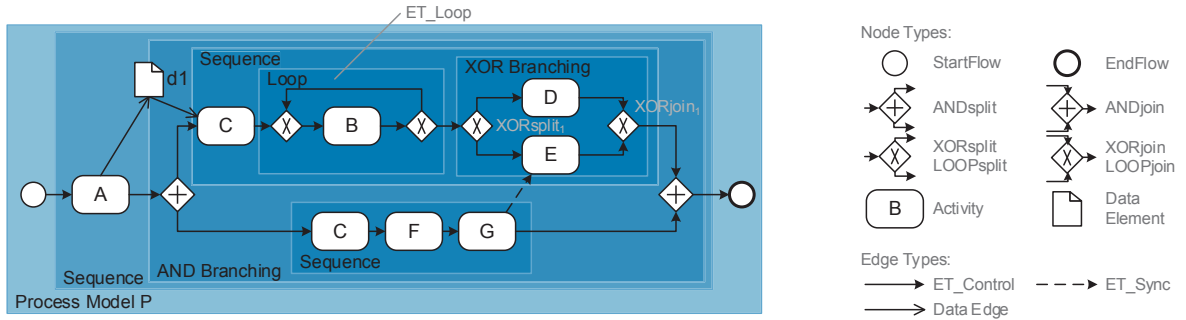 ET_Loop
Sequence
Loop
XOR Branching
d1
C
B
D
XORsplit1
XORjoin1
E
A
C
F
G
Sequence
AND Branching
Sequence
Process Model P
Node Types:
StartFlow
EndFlow
ANDsplit
ANDjoin
XORsplit
LOOPsplit
XORjoin
LOOPjoin
B
Activity
Data
Element
Edge Types:
ET_Control
ET_Sync
Data Edge